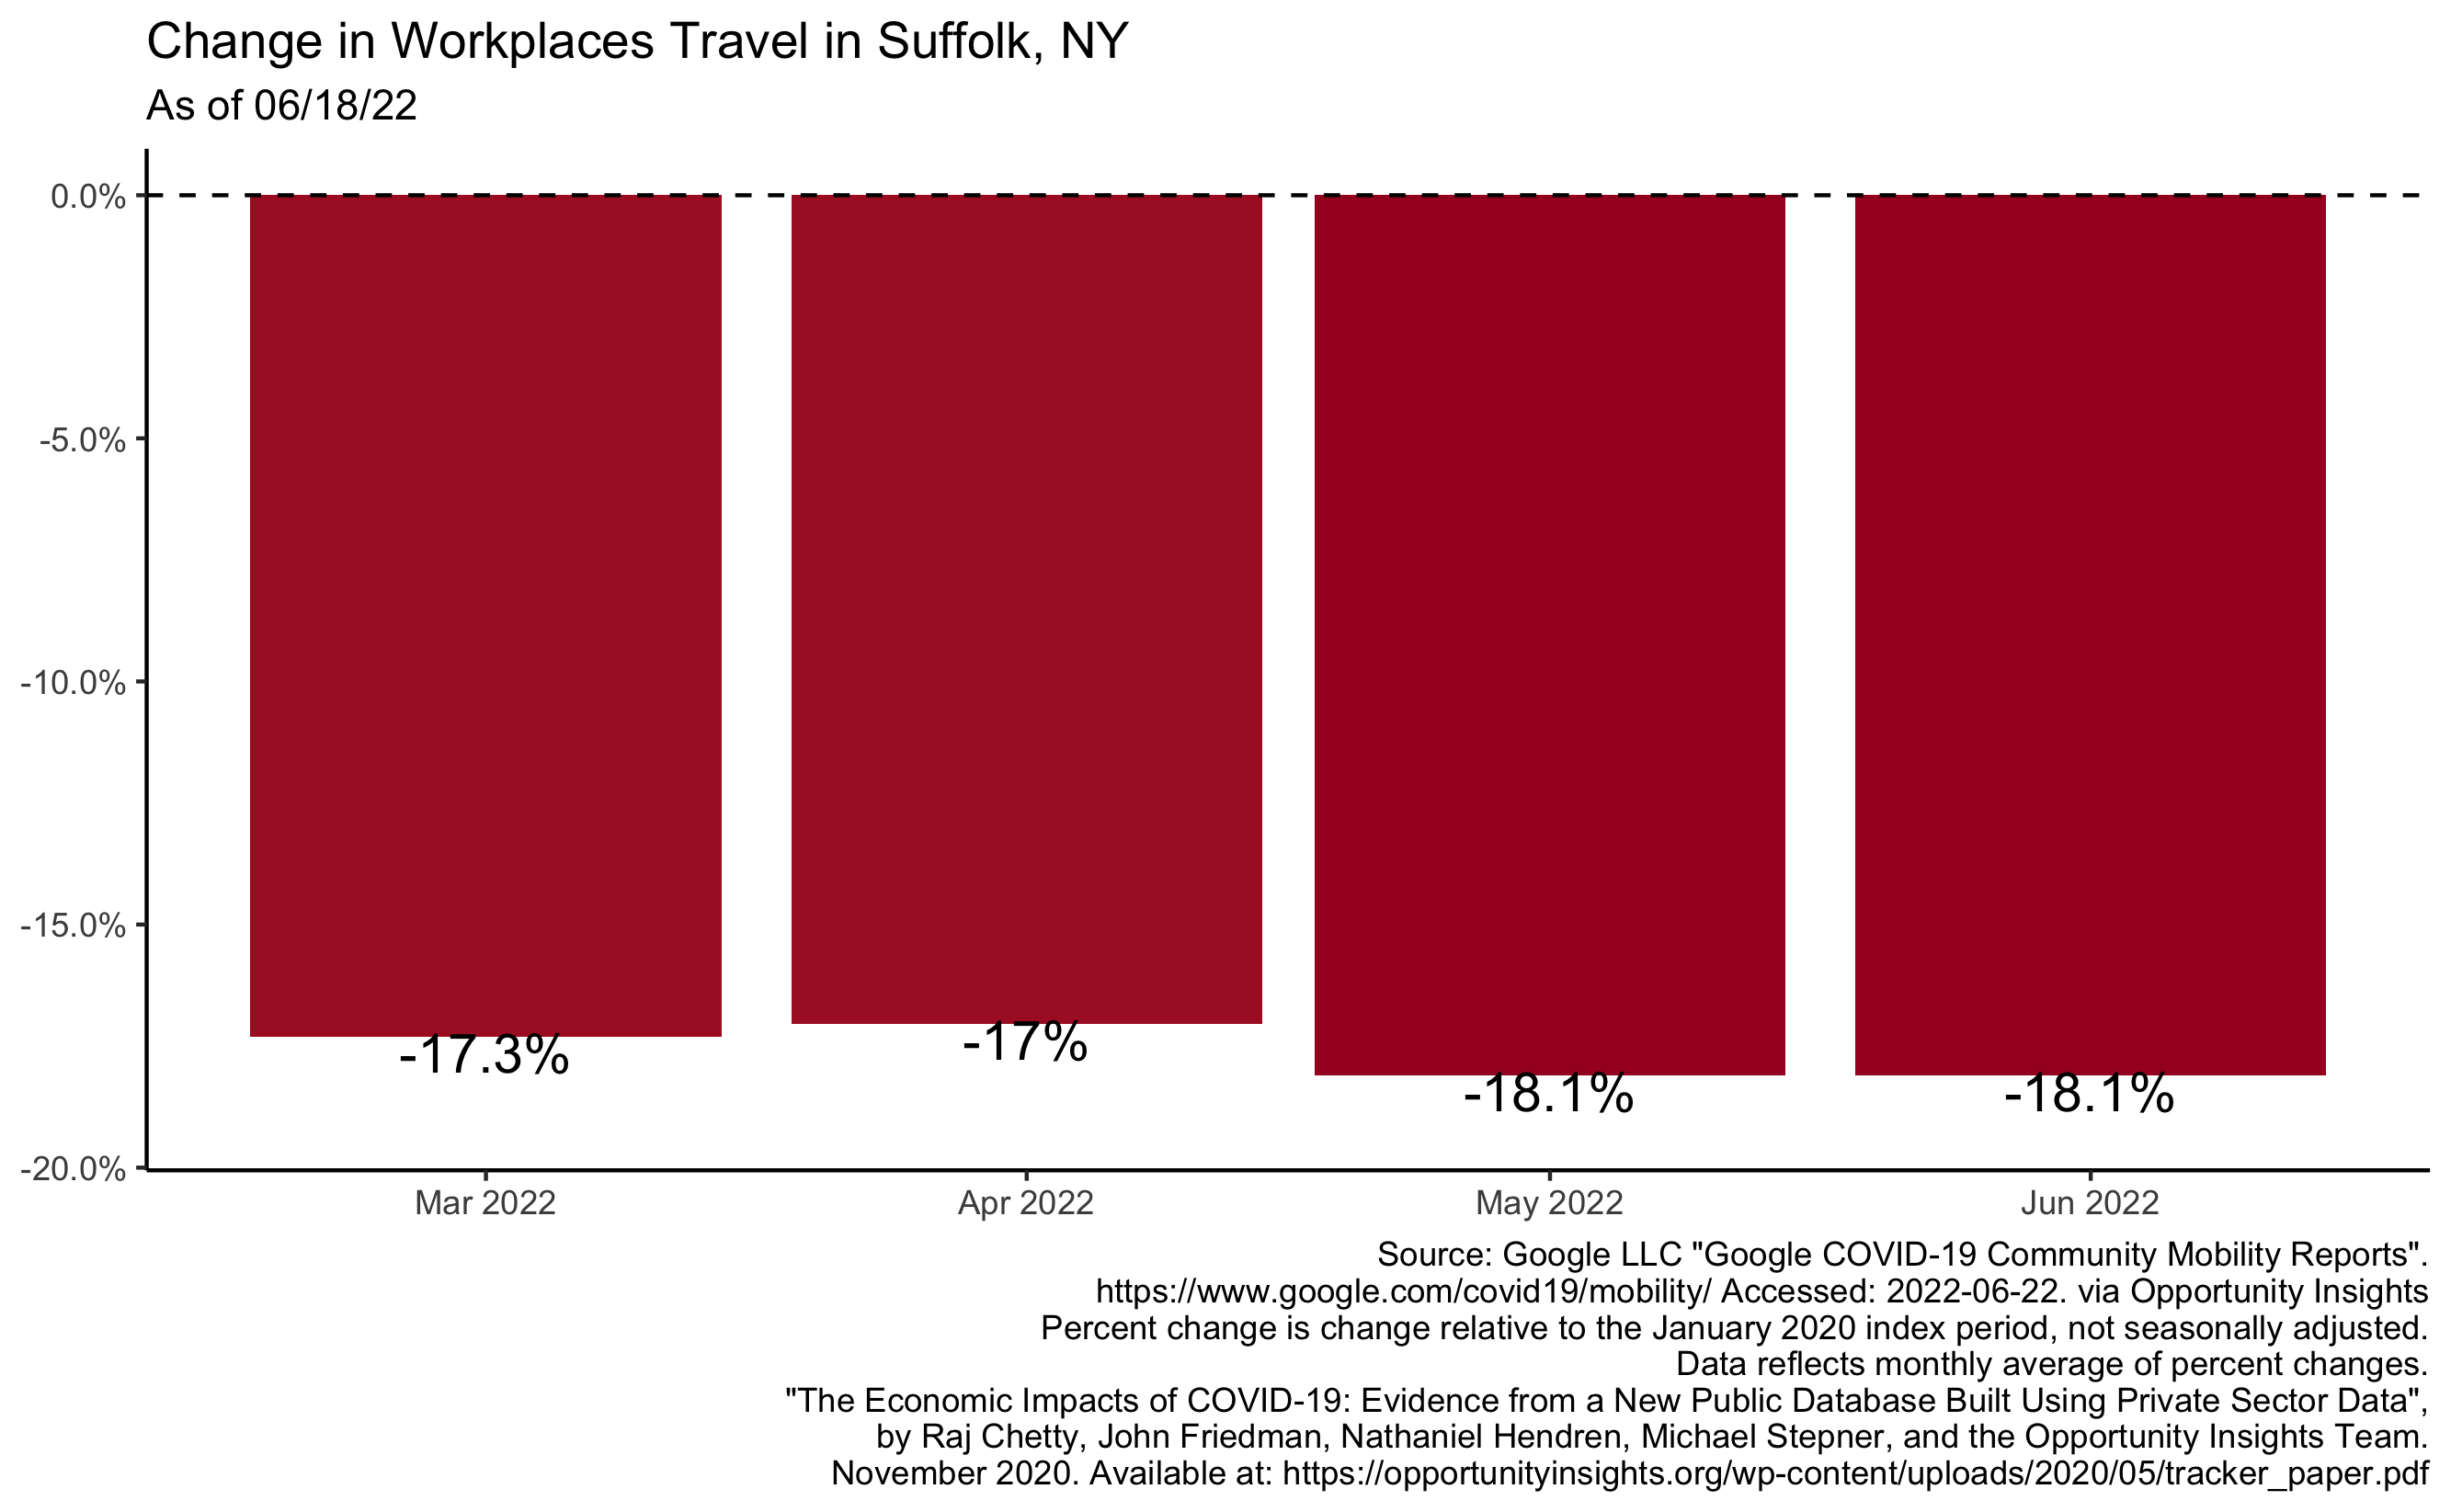 Change in Workplaces Travel in Suffolk, NY
As of 06/18/22
0.0%
-5.0%
-10.0%
-15.0%
-20.0%
-17.3%
-17%
-18.1%
-18.1%
Mar 2022
Apr 2022
May 2022
Jun 2022
Source: Google LLC "Google COVID-19 Community Mobility Reports".
https://www.google.com/covid19/mobility/ Accessed: 2022-06-22. via Opportunity Insights
Percent change is change relative to the January 2020 index period, not seasonally adjusted.
Data reflects monthly average of percent changes.
"The Economic Impacts of COVID-19: Evidence from a New Public Database Built Using Private Sector Data",
by Raj Chetty, John Friedman, Nathaniel Hendren, Michael Stepner, and the Opportunity Insights Team.
November 2020. Available at: https://opportunityinsights.org/wp-content/uploads/2020/05/tracker_paper.pdf